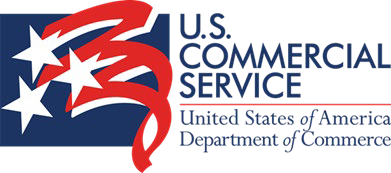 U.S.
COMMERCIAL
SERVICE
United States of America
Department of Commerce